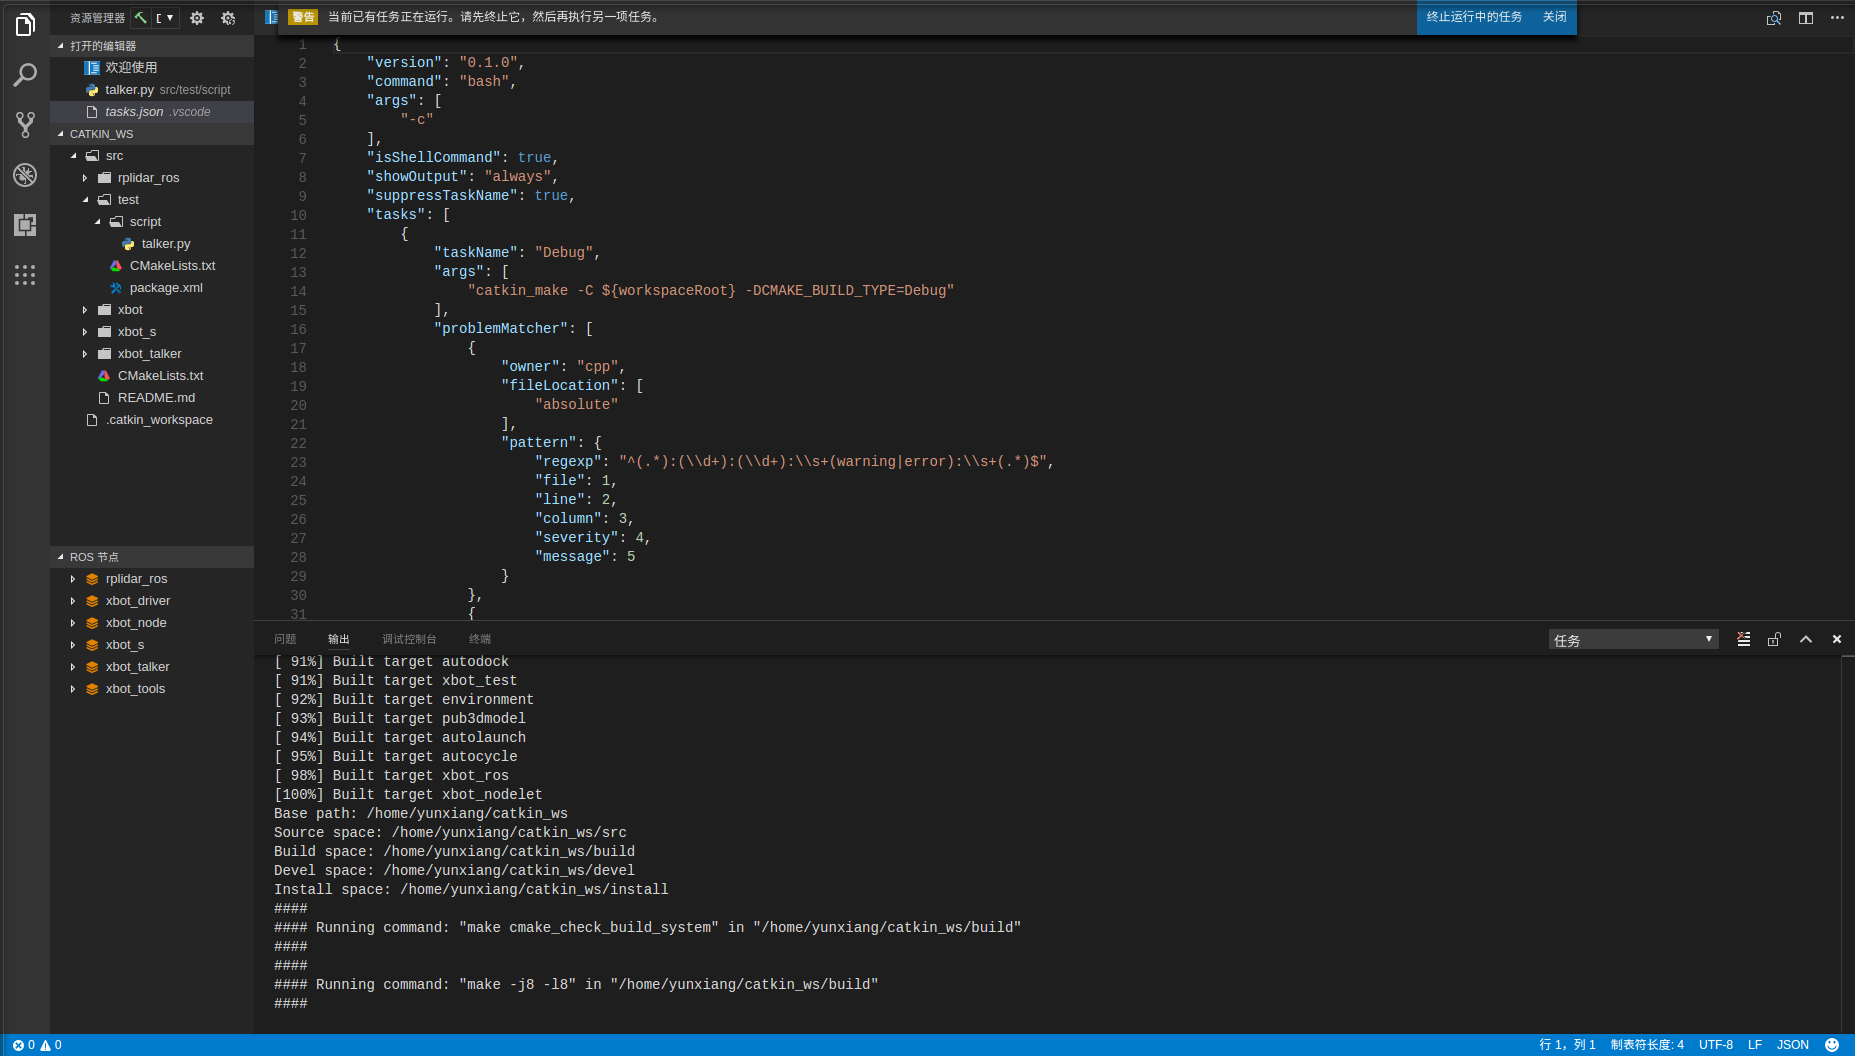 资源管理器
警告 当前已有任务正在运行。请先终止它，然后再执行另一项任务。 终止运行中的任务 关闭
打开的编辑器
欢迎使用
talker.py src/test/script
tasks.json .vscode
CATKIN_WS
src
rplidar_ros
test
script
talker.py
CMakeLists.txt
package.xml
xbot
xbot_s
xbot_talker
CMakeLists.txt
README.md
.catkin_workspace
ROS 节点
rplidar_ros
xbot_driver
xbot_node
xbot_s
xbot_talker
xbot_tools
1 {
2 "version": "0.1.0",
3 "command": "bash",
4 "args": [
5 "-c"
6 ],
7 "isShellCommand": true,
8 "showOutput": "always",
9 "suppressTaskName": true,
10 "tasks": [
11 {
12 "taskName": "Debug",
13 "args": [
14 "catkin_make -C ${workspaceRoot} -DCMAKE_BUILD_TYPE=Debug"
15 ],
16 "problemMatcher": [
17 {
18 "owner": "cpp",
19 "fileLocation": [
20 "absolute"
21 ],
22 "pattern": {
23 "regexp": "^(.*):(\\d+):(\\d+):\\s+(warning|error):\\s+(.*)$",
24 "file": 1,
25 "line": 2,
26 "column": 3,
27 "severity": 4,
28 "message": 5
29 }
30 },
31 {
问题 输出 调试控制台 终端 任务
[ 91%] Built target autodock
[ 91%] Built target xbot_test
[ 92%] Built target environment
[ 93%] Built target pub3dmodel
[ 94%] Built target autolaunch
[ 95%] Built target autocycle
[ 98%] Built target xbot_ros
[100%] Built target xbot_nodelet
Base path: /home/yunxiang/catkin_ws
Source space: /home/yunxiang/catkin_ws/src
Build space: /home/yunxiang/catkin_ws/build
Devel space: /home/yunxiang/catkin_ws/devel
Install space: /home/yunxiang/catkin_ws/install
####
#### Running command: "make cmake_check_build_system" in "/home/yunxiang/catkin_ws/build"
####
####
#### Running command: "make -j8 -l8" in "/home/yunxiang/catkin_ws/build"
####
0 0 行 1，列 1 制表符长度: 4 UTF-8 LF JSON